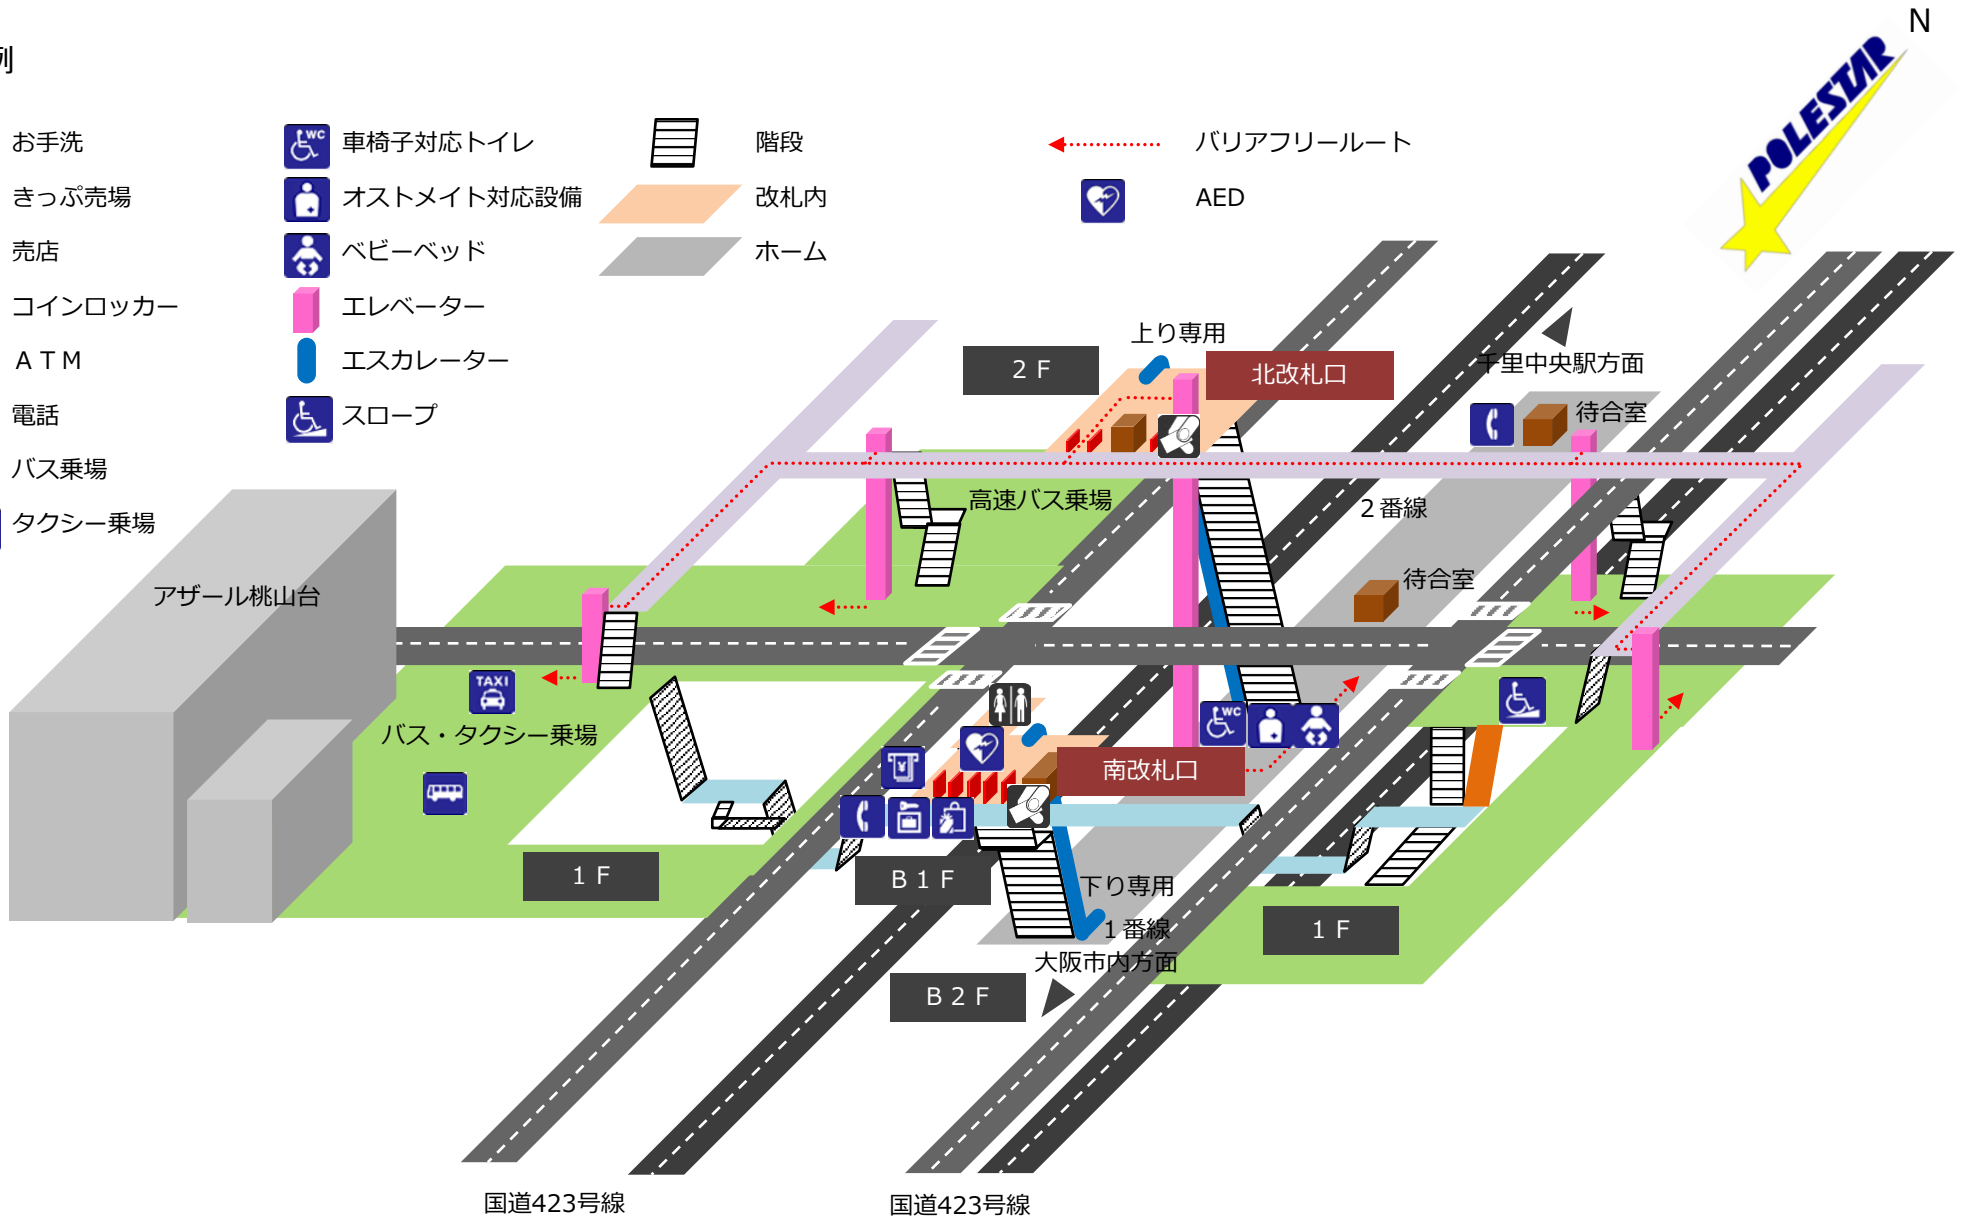 例
お手洗
きっぷ売場
売店
コインロッカー
ＡＴＭ
電話
バス乗場
タクシー乗場
WC
車椅子対応トイレ
オストメイト対応設備
ベビーベッド
エレベーター
エスカレーター
スロープ
階段
改札内
ホーム
バリアフリールート
AED
N
POLESTAR
上り専用
２Ｆ
北改札口
千里中央駅方面
待合室
高速バス乗場
２番線
待合室
アザール桃山台
TAXI
バス・タクシー乗場
WC
南改札口
１Ｆ
Ｂ１Ｆ
下り専用
１番線
大阪市内方面
１Ｆ
Ｂ２Ｆ
国道423号線
国道423号線